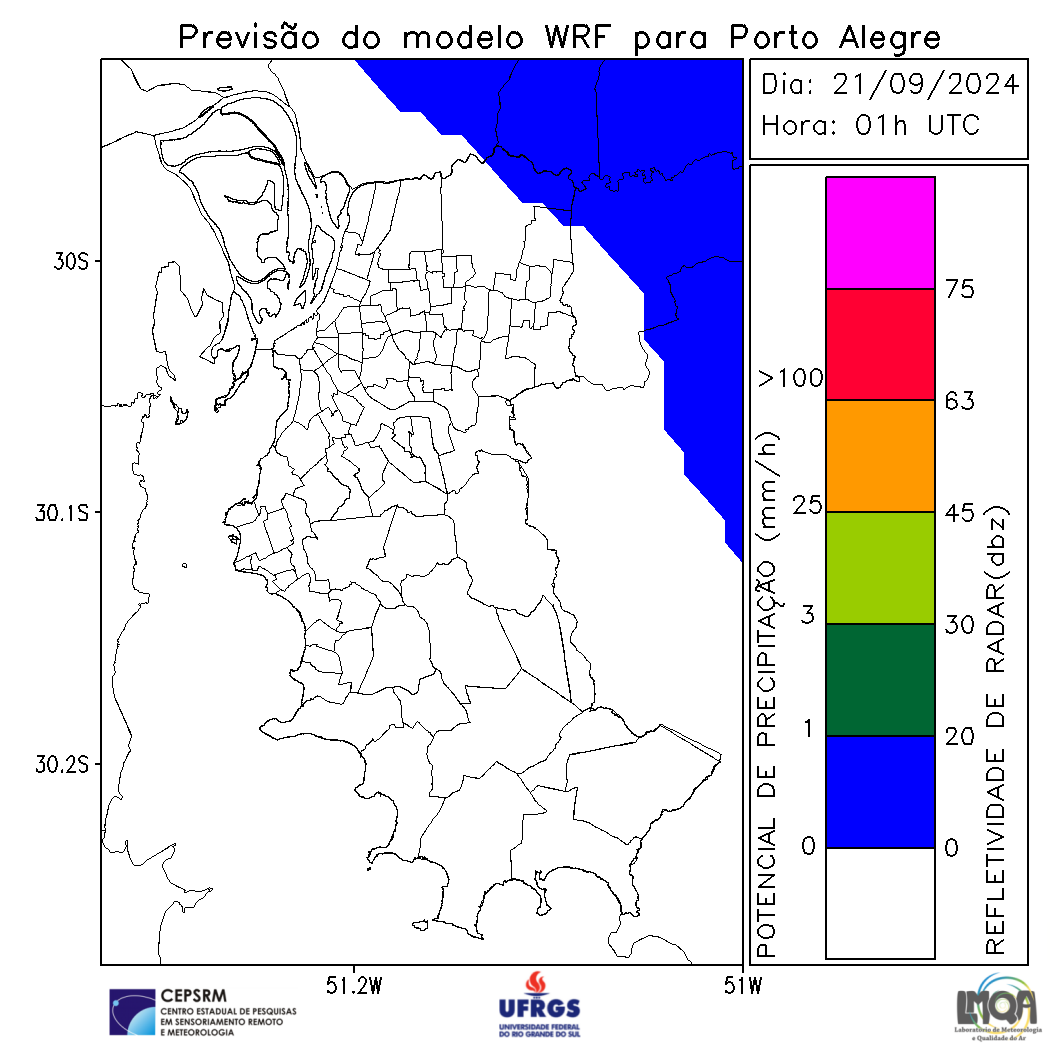 Previsão do modelo WRF para Porto Alegre
Dia: 21/09/2024
Hora: 01h UTC
30S
30.1S
30.2S
51.2W
51W
POTENCIAL DE PRECIPITAÇÃO (mm/h)
>100
25
3
1
0
75
63
45
30
20
0
REFLETIVIDADE DE RADAR(dbz)
CEPSRM
CENTRO ESTADUAL DE PESQUISAS
EM SENSORIAMENTO REMOTO
E METEOROLOGIA
UFRGS
UNIVERSIDADE FEDERAL
DO RIO GRANDE DO SUL
LMQA
Laboratório de Meteorologia
e Qualidade do Ar